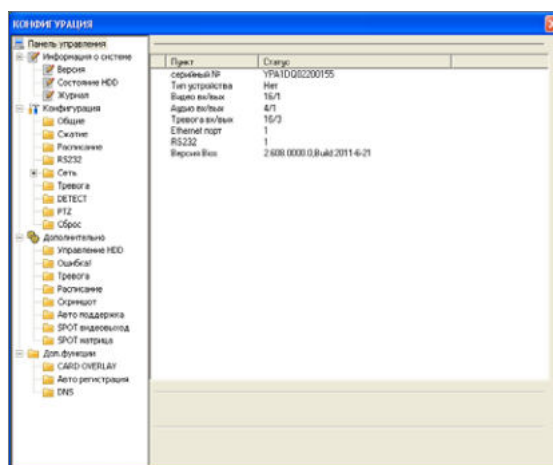 КОНФИГУРАЦИЯ
Панель управления
Информация о системе
Версия
Состояние HDD
Журнал
Конфигурация
Общие
Сжатие
Расписание
RS232
Сеть
Тревога
DETECT
PTZ
Сброс
Дополнительно
Управление HDD
Ошибка!
Тревога
Расписание
Скриншот
Авто поддержка
SPOT видеовыход
SPOT матрица
Доп.функции
CARD OVERLAY
Авто регистрация
DNS
Пункт Статус
серийный № YPA1DQ02200155
Тип устройства Нет
Видео вх/вых 16/1
Аудио вх/вых 4/1
Тревога вх/вых 16/3
Ethernet порт 1
RS232 1
Версия Bios 2.608.0000.0,Build:2011-6-21